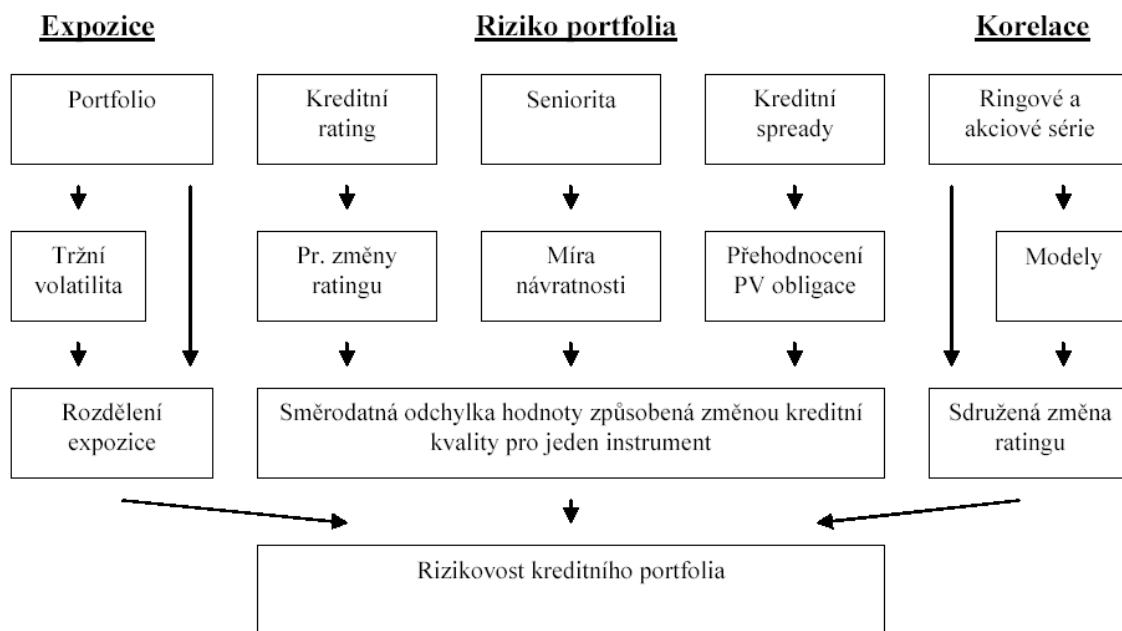 Expozice
Riziko portfolia
Korelace
Portfolio
Kreditní
rating
Seniorita
Kreditní
spready
Ringové a
akciové série
Tržní
volatilita
Pr. změny
ratingu
Míra
návratnosti
Přehodnocení
PV obligace
Modely
Rozdělení
expozice
Směrodatná odchylka hodnoty způsobená změnou kreditní
kvality pro jeden instrument
Sdružená změna
ratingu
Rizikovost kreditního portfolia